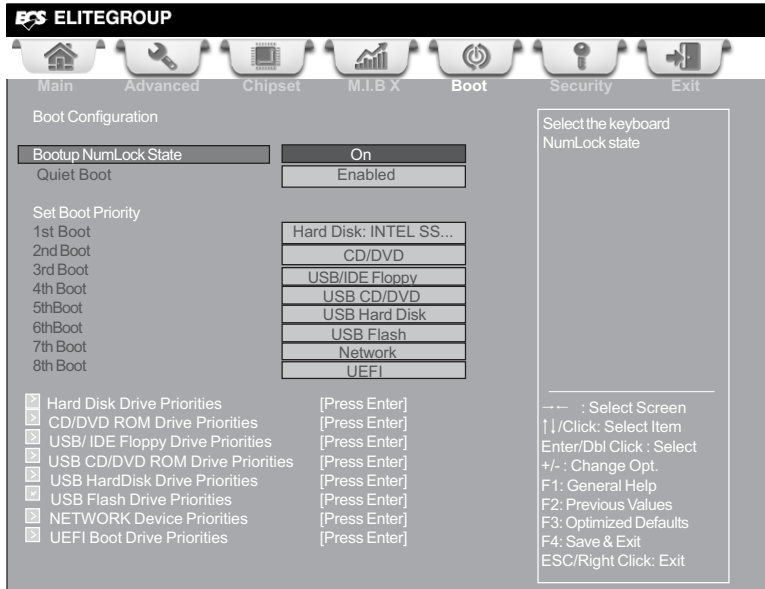 ECS ELITEGROUP
Main Advanced Chipset M.I.B X Boot Security Exit
Boot Configuration
Bootup NumLock State On
Quiet Boot Enabled
Set Boot Priority
1st Boot Hard Disk: INTEL SS...
2nd Boot CD/DVD
3rd Boot USB/IDE Floppy
4th Boot USB CD/DVD
5thBoot USB Hard Disk
6thBoot USB Flash
7th Boot Network
8th Boot UEFI
Hard Disk Drive Priorities [Press Enter]
CD/DVD ROM Drive Priorities [Press Enter]
USB/ IDE Floppy Drive Priorities [Press Enter]
USB CD/DVD ROM Drive Priorities [Press Enter]
USB HardDisk Drive Priorities [Press Enter]
USB Flash Drive Priorities [Press Enter]
NETWORK Device Priorities [Press Enter]
UEFI Boot Drive Priorities [Press Enter]
Select the keyboard
NumLock state
→← : Select Screen
↑↓/Click: Select Item
Enter/Dbl Click : Select
+/- : Change Opt.
F1: General Help
F2: Previous Values
F3: Optimized Defaults
F4: Save & Exit
ESC/Right Click: Exit